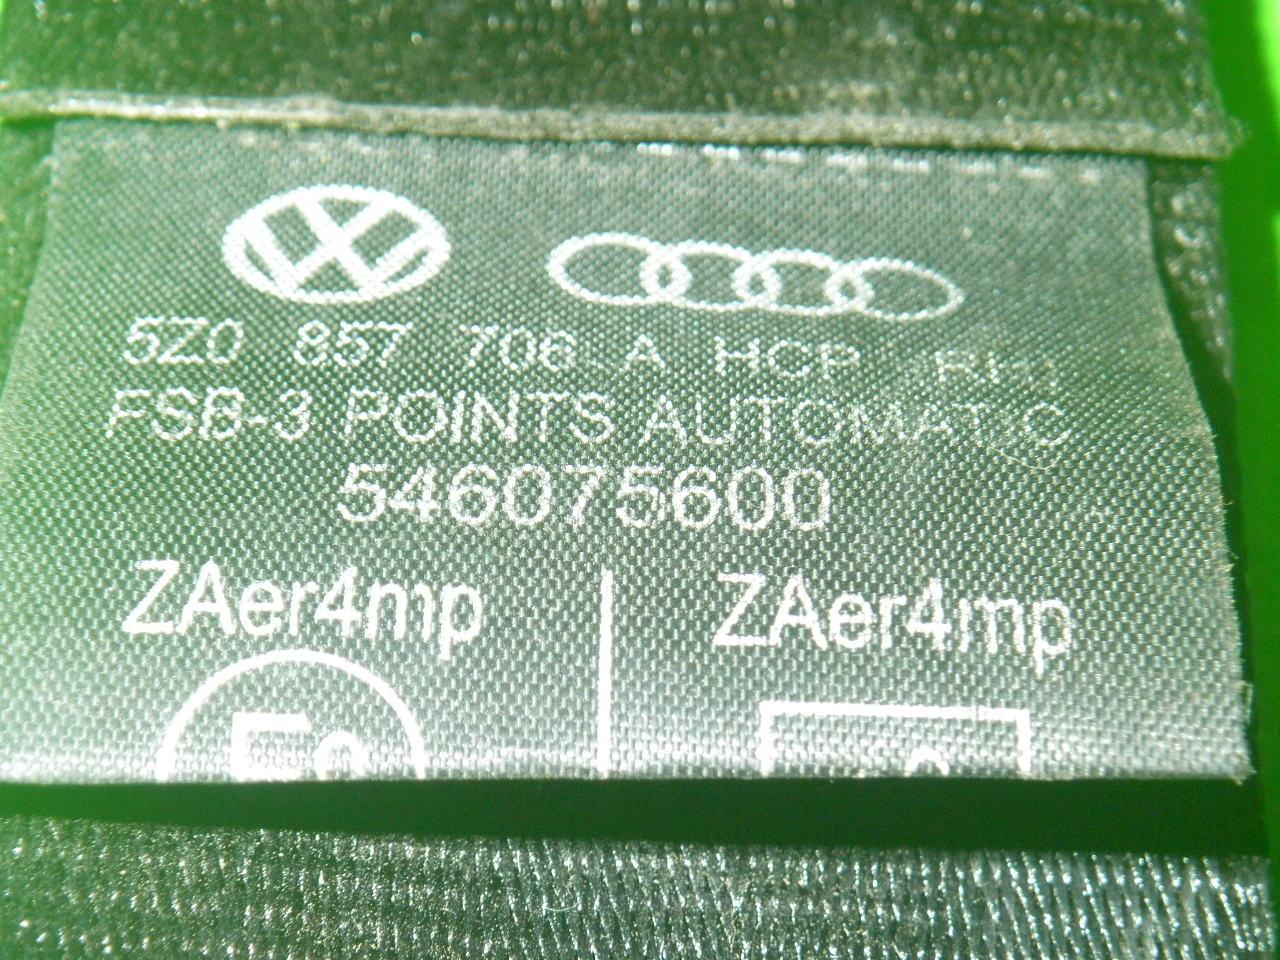 5Z0 857 706 A HCP
FSB-3 POINTS AUTOMATIC
546075600
ZAer4mp
ZAer4mp